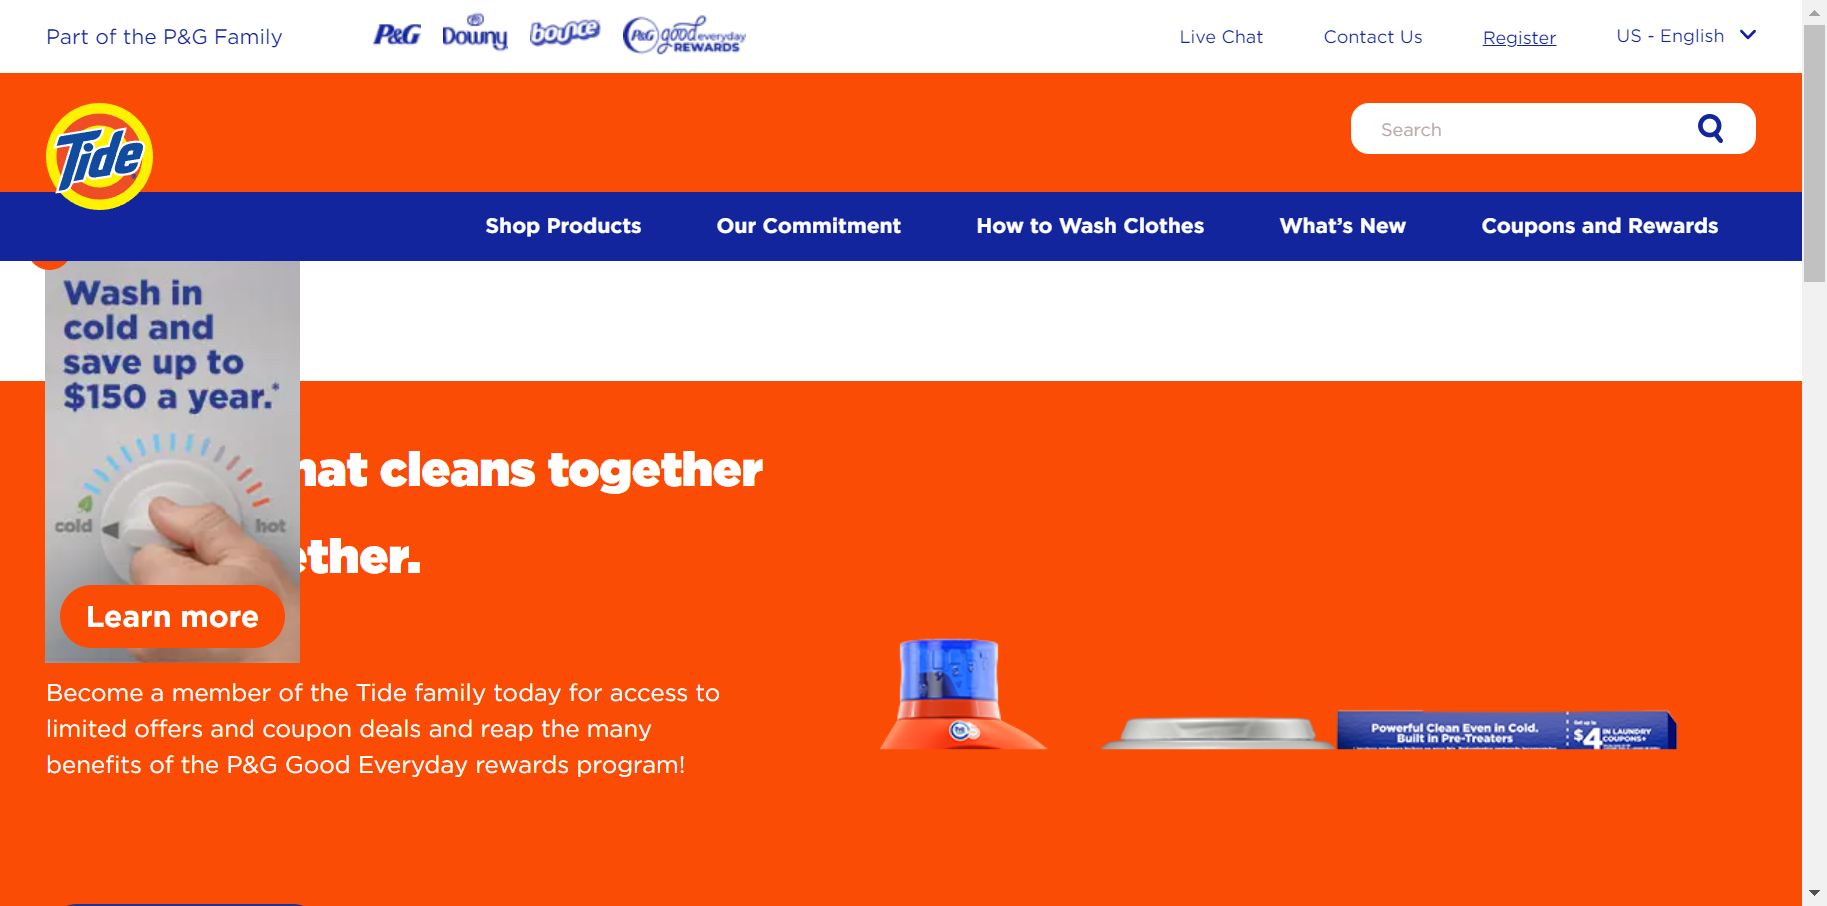 Part of the P&G Family
P&G
Downy
bounce
P&G good everyday
REWARDS
Live Chat
Contact Us
Register
US - English
Tide
Search
Shop Products
Our Commitment
How to Wash Clothes
What's New
Coupons and Rewards
Wash in
cold and
save up to
$150 a year.*
cold
hot
Learn more
hat cleans together
ether.
Become a member of the Tide family today for access to
limited offers and coupon deals and reap the many
benefits of the P&G Good Everyday rewards program!
Powerful Clean Even in Cold.
Built in Pre-Treaters
Get up to
$4 IN LAUNDRY
COUPONS+